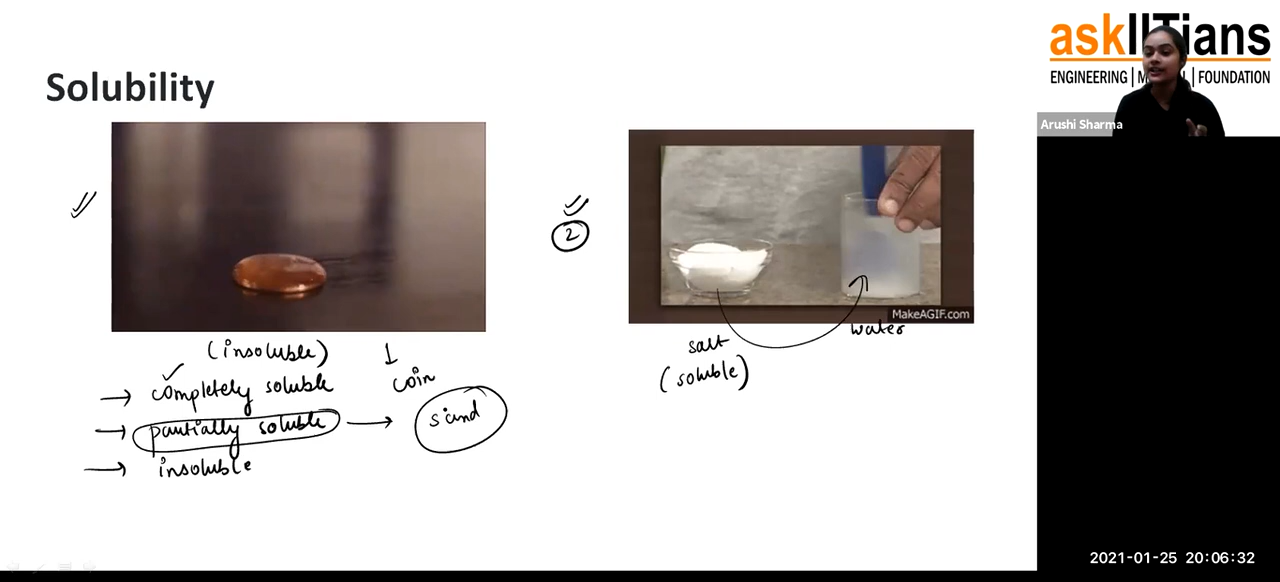 askIITians
ENGINEERING | | FOUNDATION
Arushi Sharma
Solubility
2
MakeAGIF.com
(insoluble)
coin
completely soluble
partially soluble
sand
insoluble
water
salt
(soluble)
2021-01-25 20:06:32